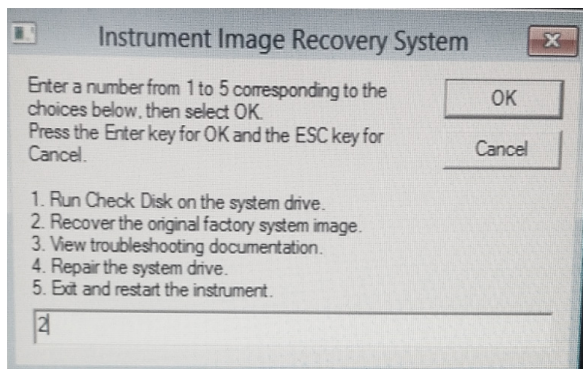 Instrument Image Recovery System
Enter a number from 1 to 5 corresponding to the
choices below, then select OK.
Press the Enter key for OK and the ESC key for
Cancel.
OK
Cancel
1. Run Check Disk on the system drive.
2. Recover the original factory system image.
3. View troubleshooting documentation.
4. Repair the system drive.
5. Exit and restart the instrument.
2